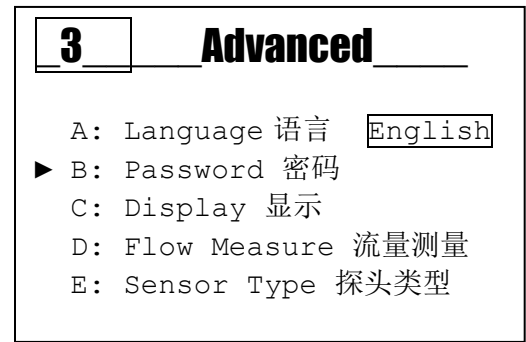 3 Advanced
A: Language 语言 English
► B: Password 密码
C: Display 显示
D: Flow Measure 流量测量
E: Sensor Type 探头类型